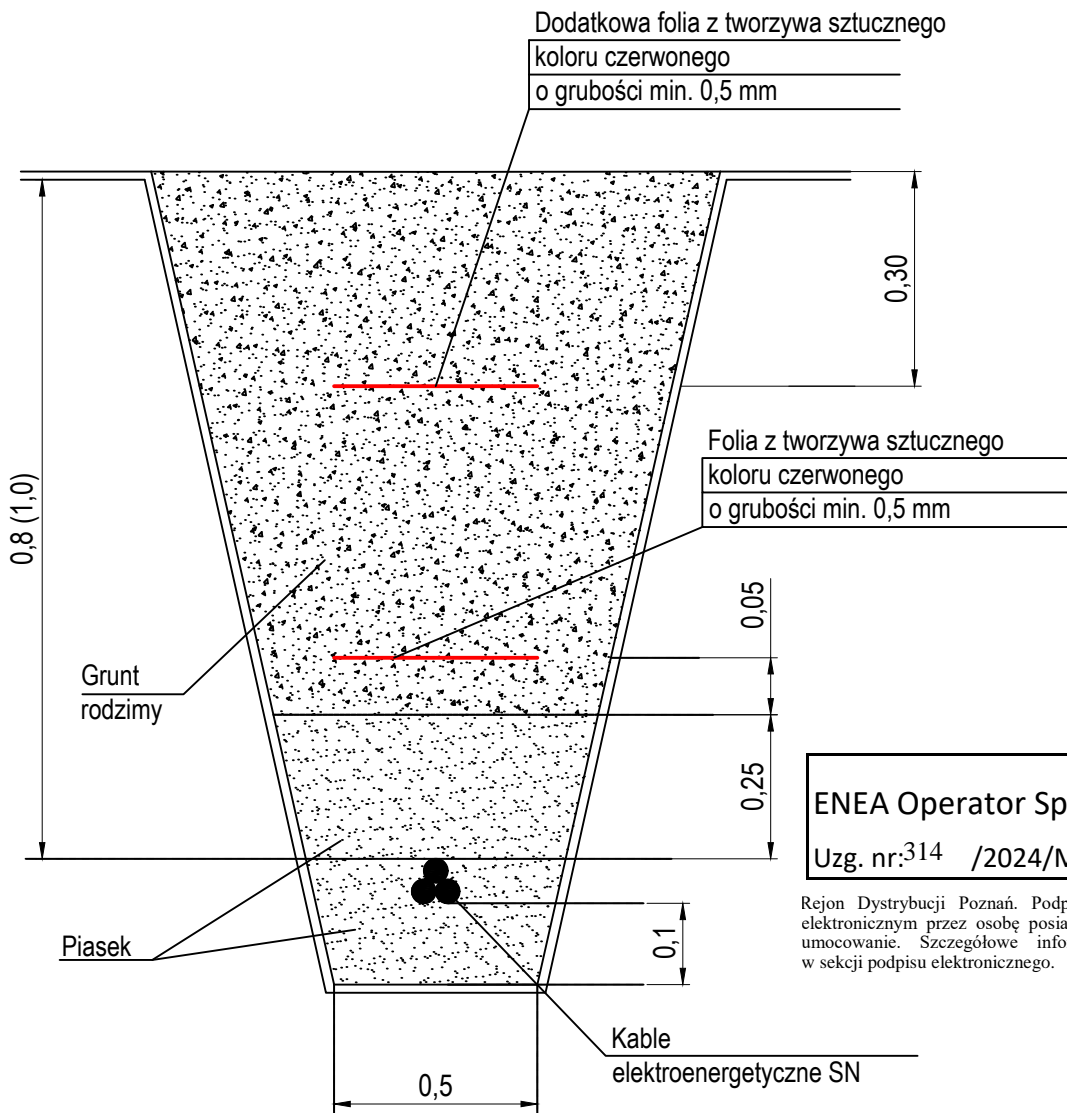 Dodatkowa folia z tworzywa sztucznego
koloru czerwonego
o grubości min. 0,5 mm
0,30
Folia z tworzywa sztucznego
koloru czerwonego
o grubości min. 0,5 mm
0,8 (1,0)
0,05
Grunt
rodzimy
0,25
ENEA Operator Sp
Uzg. nr:314 /2024/M
Rejon Dystrybucji Poznań. Podp
elektronicznym przez osobę posia
umocowanie. Szczegółowe info
w sekcji podpisu elektronicznego.
Piasek
0,1
Kable
elektroenergetyczne SN
0,5